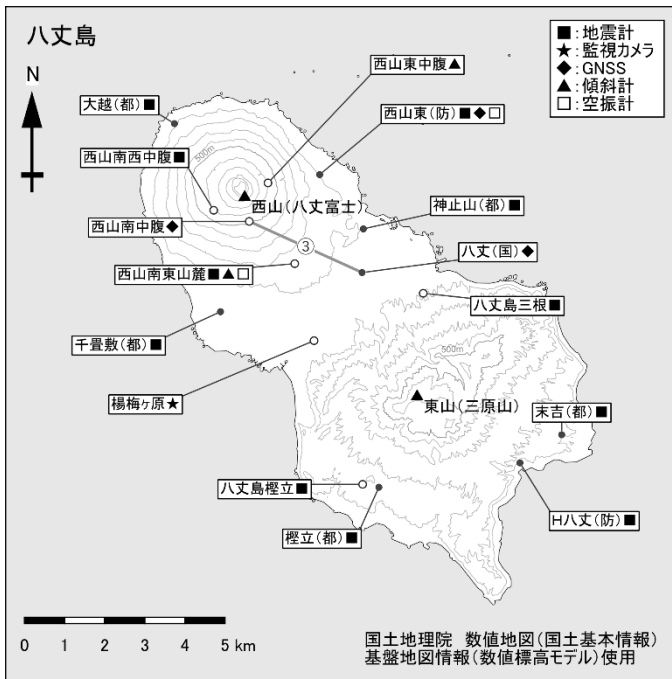 八丈島
■:地震計
★:監視カメラ
◆:GNSS
▲:傾斜計
□:空振計
N
西山東中腹▲
大越(都)■
西山東(防)■◆□
500m
西山南西中腹■
西山(八丈富士)
神止山(都)■
西山南中腹◆
③
八丈(国)◆
西山南東山麓■▲□
八丈島三根■
千畳敷(都)■
500m
楊梅ヶ原★
東山(三原山)
末吉(都)■
八丈島樫立■
H八丈(防)■
樫立(都)■
0 1 2 3 4 5 km
国土地理院 数値地図(国土基本情報)
基盤地図情報(数値標高モデル)使用